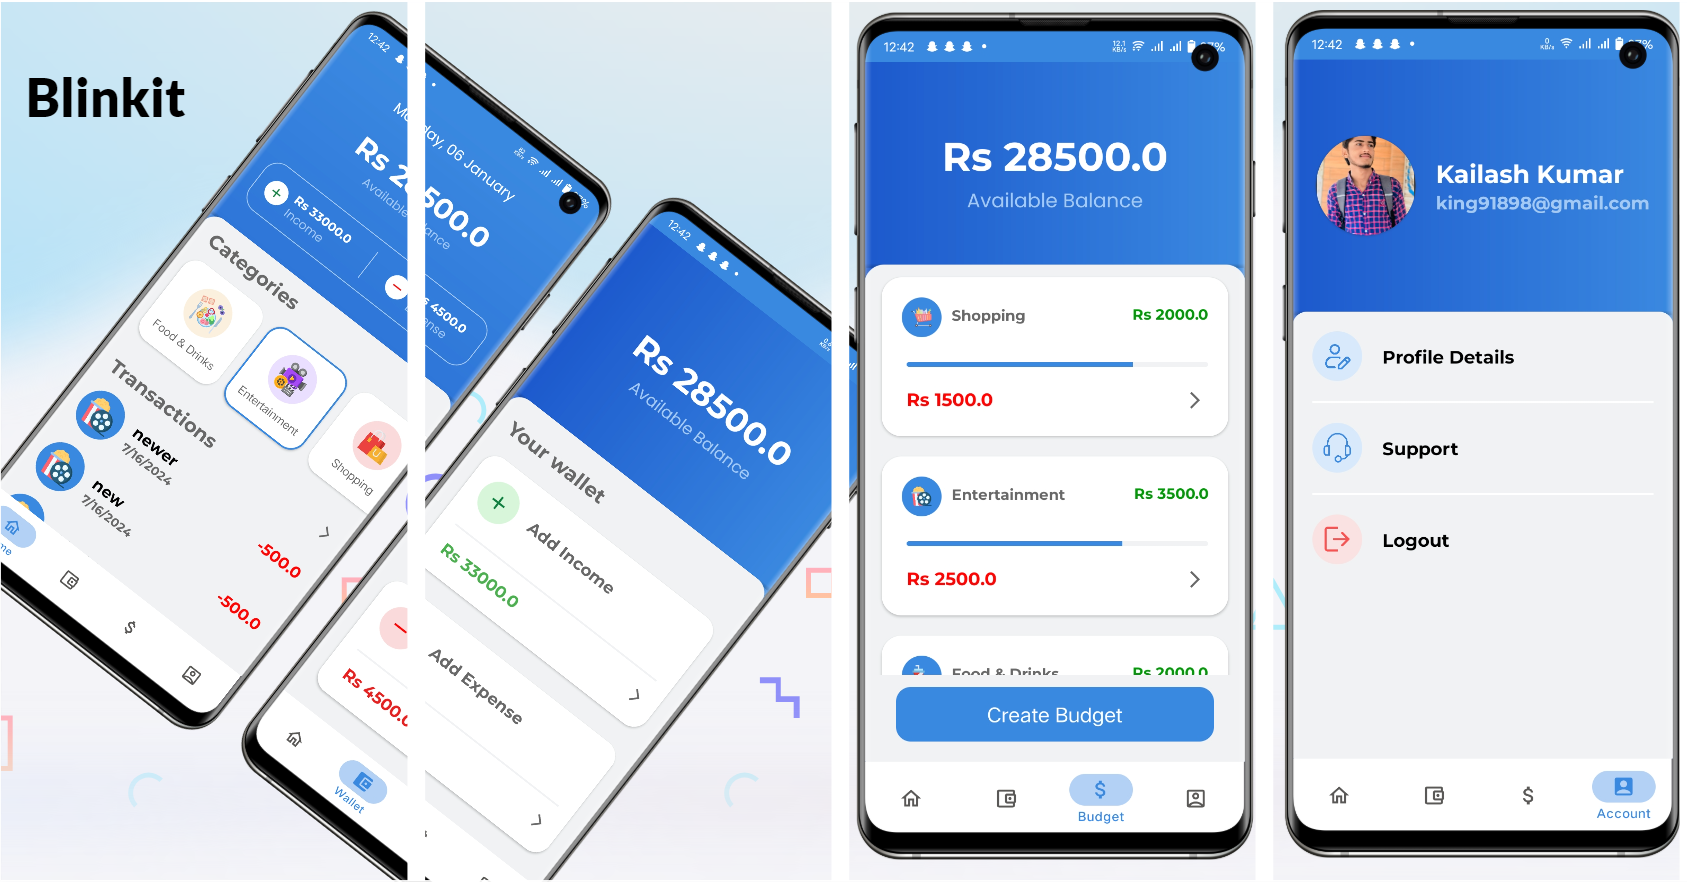 Blinkit
12:42
Monday, 06 January
Rs 28500.0
Available Balance
Rs 33000.0
Income
Rs 4500.0
Expense
Categories
Food & Drinks
Entertainment
Shopping
Transactions
newer
7/16/2024
-500.0
new
7/16/2024
-500.0
12:42
Rs 28500.0
Available Balance
Your wallet
Add Income
Rs 33000.0
Add Expense
Rs 4500.0
Wallet
12:42
12.1
KB/s
Rs 28500.0
Available Balance
Shopping
Rs 2000.0
Rs 1500.0
Entertainment
Rs 3500.0
Rs 2500.0
Food & Drinks
Rs 2000.0
Create Budget
Budget
12:42
0
KB/s
Kailash Kumar
king91898@gmail.com
Profile Details
Support
Logout
Account